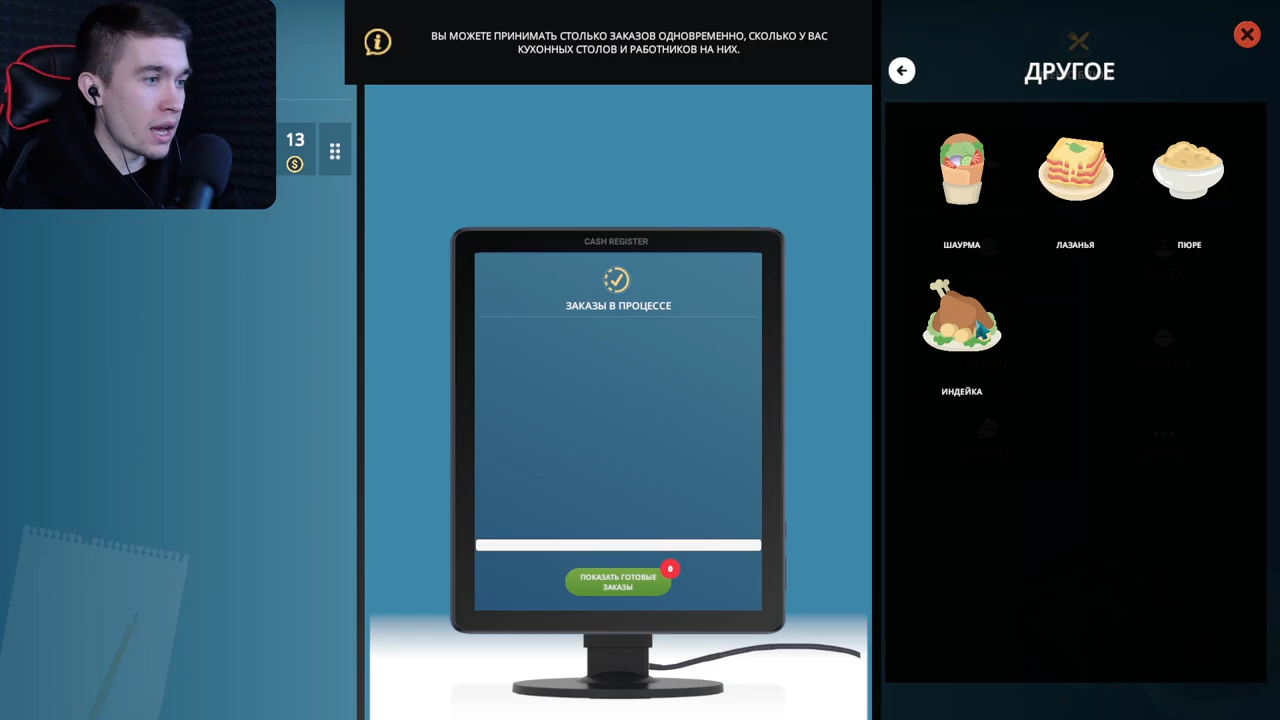 ВЫ МОЖЕТЕ ПРИНИМАТЬ СТОЛЬКО ЗАКАЗОВ ОДНОВРЕМЕННО, СКОЛЬКО У ВАС
КУХОННЫХ СТОЛОВ И РАБОТНИКОВ НА НИХ.
13
CASH REGISTER
ЗАКАЗЫ В ПРОЦЕССЕ
0
ПОКАЗАТЬ ГОТОВЫЕ
ЗАКАЗЫ
ДРУГОЕ
ШАУРМА
ЛАЗАНЬЯ
ПЮРЕ
ИНДЕЙКА